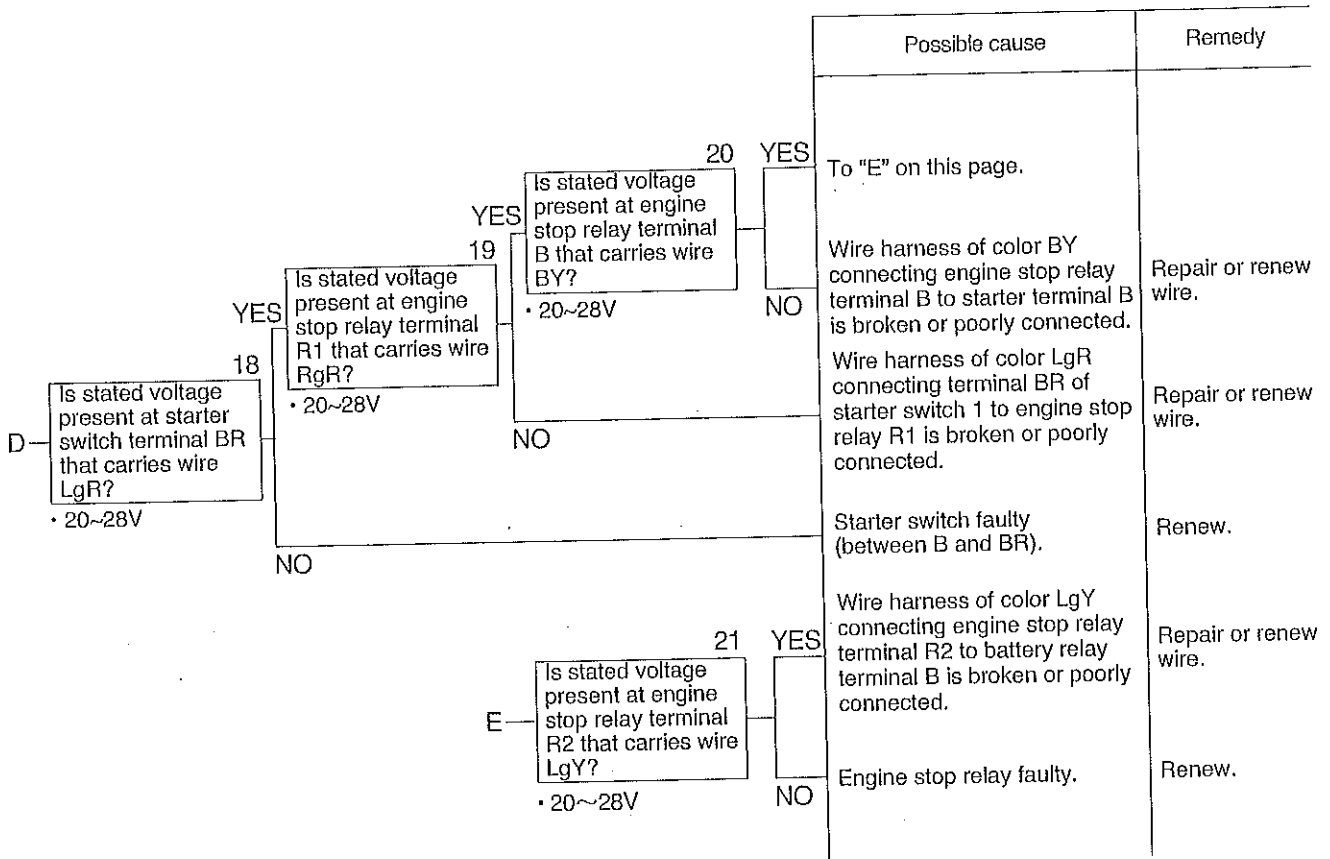 Possible cause
Remedy
20
YES
To "E" on this page.
Is stated voltage
present at engine
stop relay terminal
B that carries wire
BY?
• 20~28V
YES
NO
Wire harness of color BY
connecting engine stop relay
terminal B to starter terminal B
is broken or poorly connected.
Repair or renew
wire.
19
Is stated voltage
present at engine
stop relay terminal
R1 that carries wire
RgR?
• 20~28V
YES
NO
Wire harness of color LgR
connecting terminal BR of
starter switch 1 to engine stop
relay R1 is broken or poorly
connected.
Repair or renew
wire.
18
D
Is stated voltage
present at starter
switch terminal BR
that carries wire
LgR?
• 20~28V
NO
Starter switch faulty
(between B and BR).
Renew.
21
YES
Wire harness of color LgY
connecting engine stop relay
terminal R2 to battery relay
terminal B is broken or poorly
connected.
Repair or renew
wire.
E
Is stated voltage
present at engine
stop relay terminal
R2 that carries wire
LgY?
• 20~28V
NO
Engine stop relay faulty.
Renew.